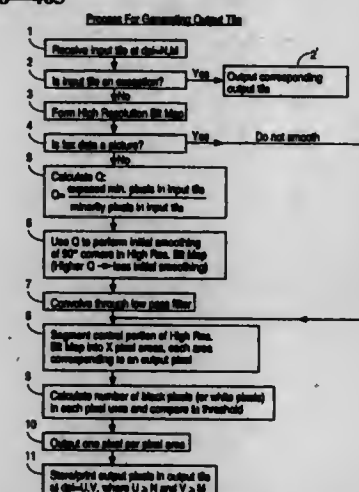 Process For Generating Output Tile
1
Receive input tile at dpi=N,M
2
Is input tile an exception?
Yes
2'
Output corresponding
output tile
No
3
Form High Resolution Bit Map
4
Is fax data a picture?
Yes
Do not smooth
No
5
Calculate Q:
Q= exposed min. pixels in input tile
minority pixels in input tile
6
Use Q to perform initial smoothing
of 90° corners in High Res. Bit Map
(Higher Q → less initial smoothing)
7
Convolve through low pass filter
8
Segment central portion of High Res.
Bit Map into X pixel areas, each area
corresponding to an output pixel
9
Calculate number of black pixels (or white pixels)
in each pixel area and compare to threshold
10
Output one pixel per pixel area
11
Store/print output pixels in output tile
at dpi=U,V, where U ≥ N and V ≥ M